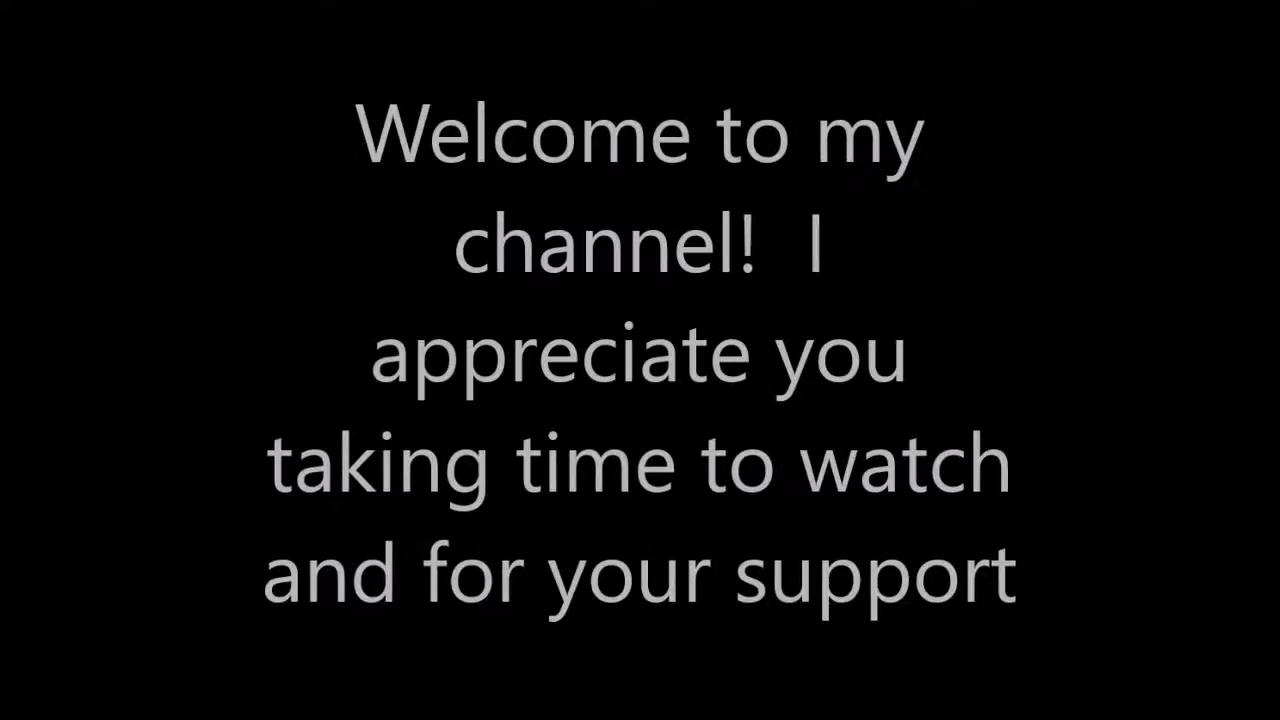 Welcome to my
channel!  I
appreciate you
taking time to watch
and for your support